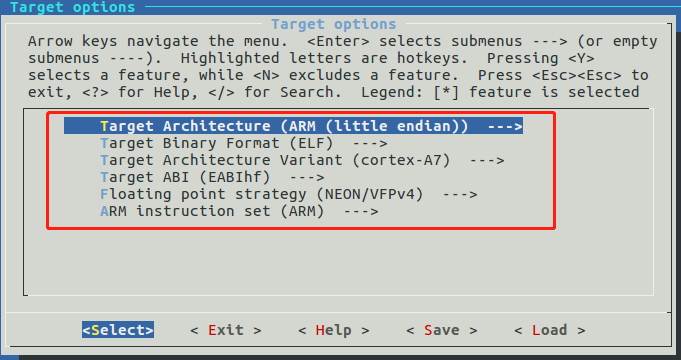 Target options
Target options
Arrow keys navigate the menu.  <Enter> selects submenus ---> (or empty
submenus ----).  Highlighted letters are hotkeys.  Pressing <Y>
selects a feature, while <N> excludes a feature.  Press <Esc><Esc> to
exit, <?> for Help, </> for Search.  Legend: [*] feature is selected
Target Architecture (ARM (little endian))  --->
Target Binary Format (ELF)  --->
Target Architecture Variant (cortex-A7)  --->
Target ABI (EABIhf)  --->
Floating point strategy (NEON/VFPv4)  --->
ARM instruction set (ARM)  --->
<Select>    < Exit >    < Help >    < Save >    < Load >